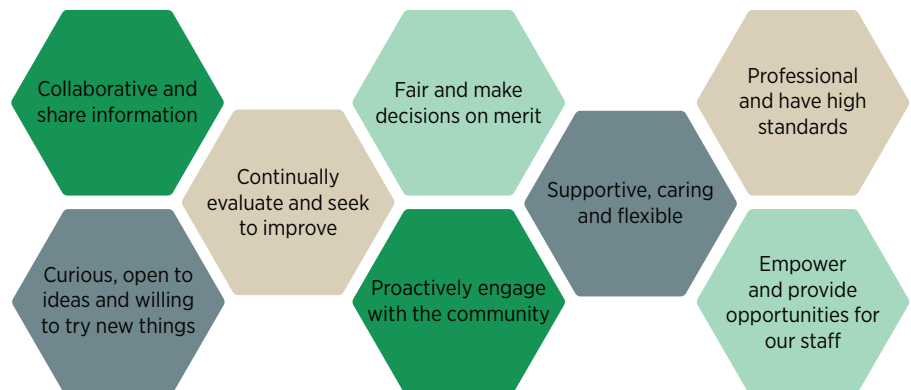 Collaborative and
share information
Curious, open to
ideas and willing
to try new things
Continually
evaluate and seek
to improve
Fair and make
decisions on merit
Proactively engage
with the community
Supportive, caring
and flexible
Professional
and have high
standards
Empower
and provide
opportunities for
our staff